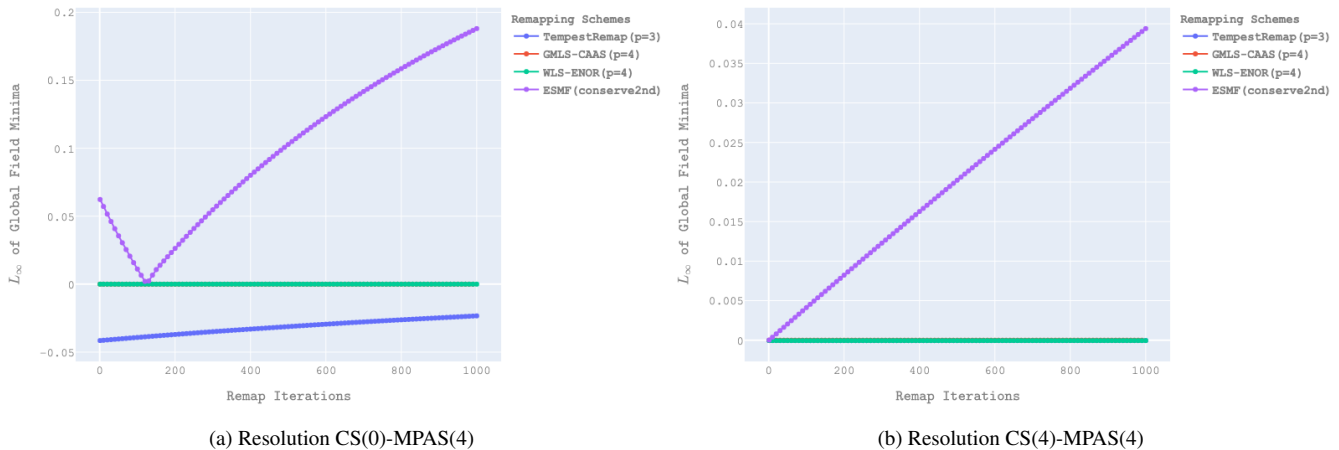 0.2
0.15
0.1
0.05
0
−0.05
L∞ of Global Field Minima
0 200 400 600 800 1000
Remap Iterations
Remapping Schemes
TempestRemap(p=3)
GMLS-CAAS(p=4)
WLS-ENOR(p=4)
ESMF(conserve2nd)
(a) Resolution CS(0)-MPAS(4)
0.04
0.035
0.03
0.025
0.02
0.015
0.01
0.005
0
L∞ of Global Field Minima
0 200 400 600 800 1000
Remap Iterations
Remapping Schemes
TempestRemap(p=3)
GMLS-CAAS(p=4)
WLS-ENOR(p=4)
ESMF(conserve2nd)
(b) Resolution CS(4)-MPAS(4)